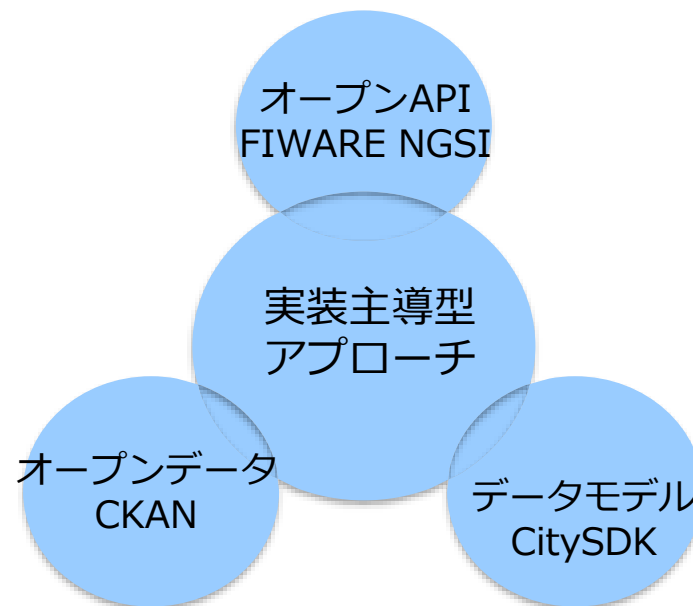 オープンAPI
FIWARE NGSI
実装主導型
アプローチ
オープンデータ
CKAN
データモデル
CitySDK